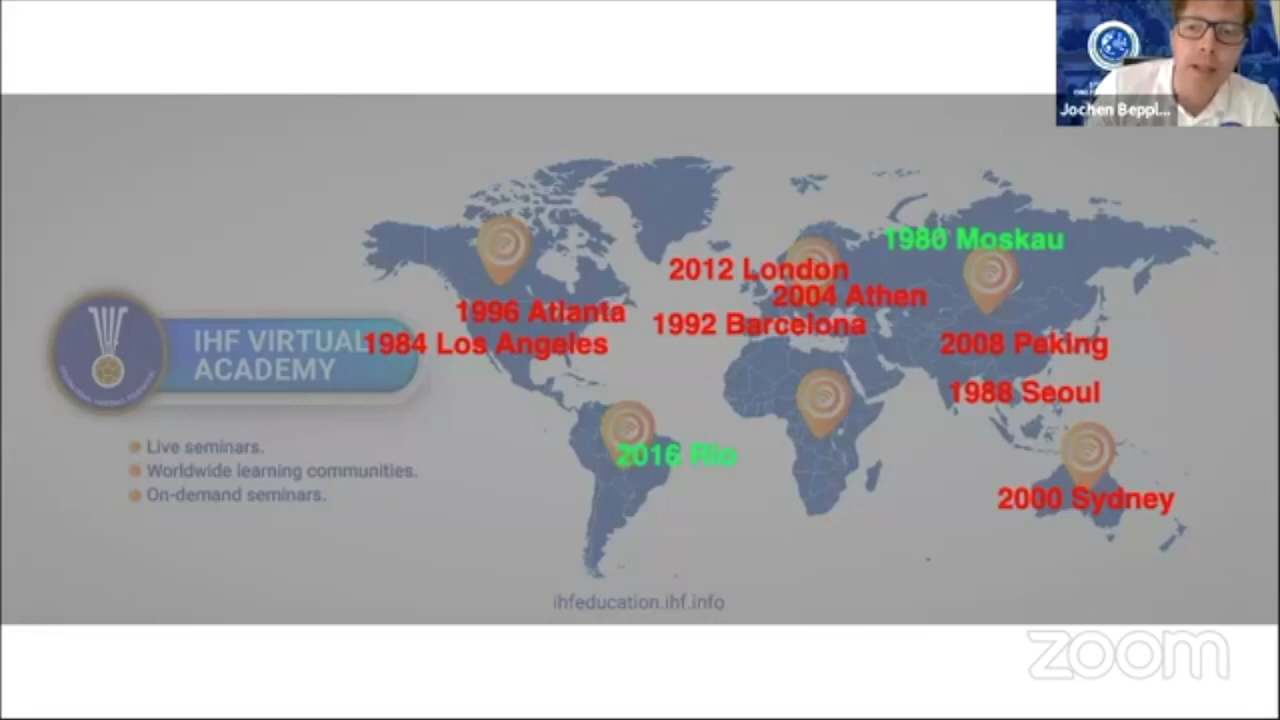 Jochen Beppl...
1980 Moskau
2012 London
2004 Athen
1996 Atlanta
1992 Barcelona
IHF VIRTUAL
ACADEMY
1984 Los Angeles
2008 Peking
1988 Seoul
Live seminars.
Worldwide learning communities.
On-demand seminars.
2016 Rio
2000 Sydney
ihfeducation.ihf.info
zoom